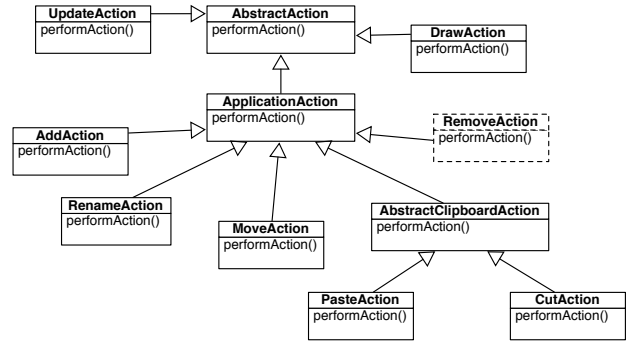 UpdateAction
performAction()
AbstractAction
performAction()
DrawAction
performAction()
ApplicationAction
performAction()
RemoveAction
performAction()
AddAction
performAction()
RenameAction
performAction()
MoveAction
performAction()
AbstractClipboardAction
performAction()
PasteAction
performAction()
CutAction
performAction()